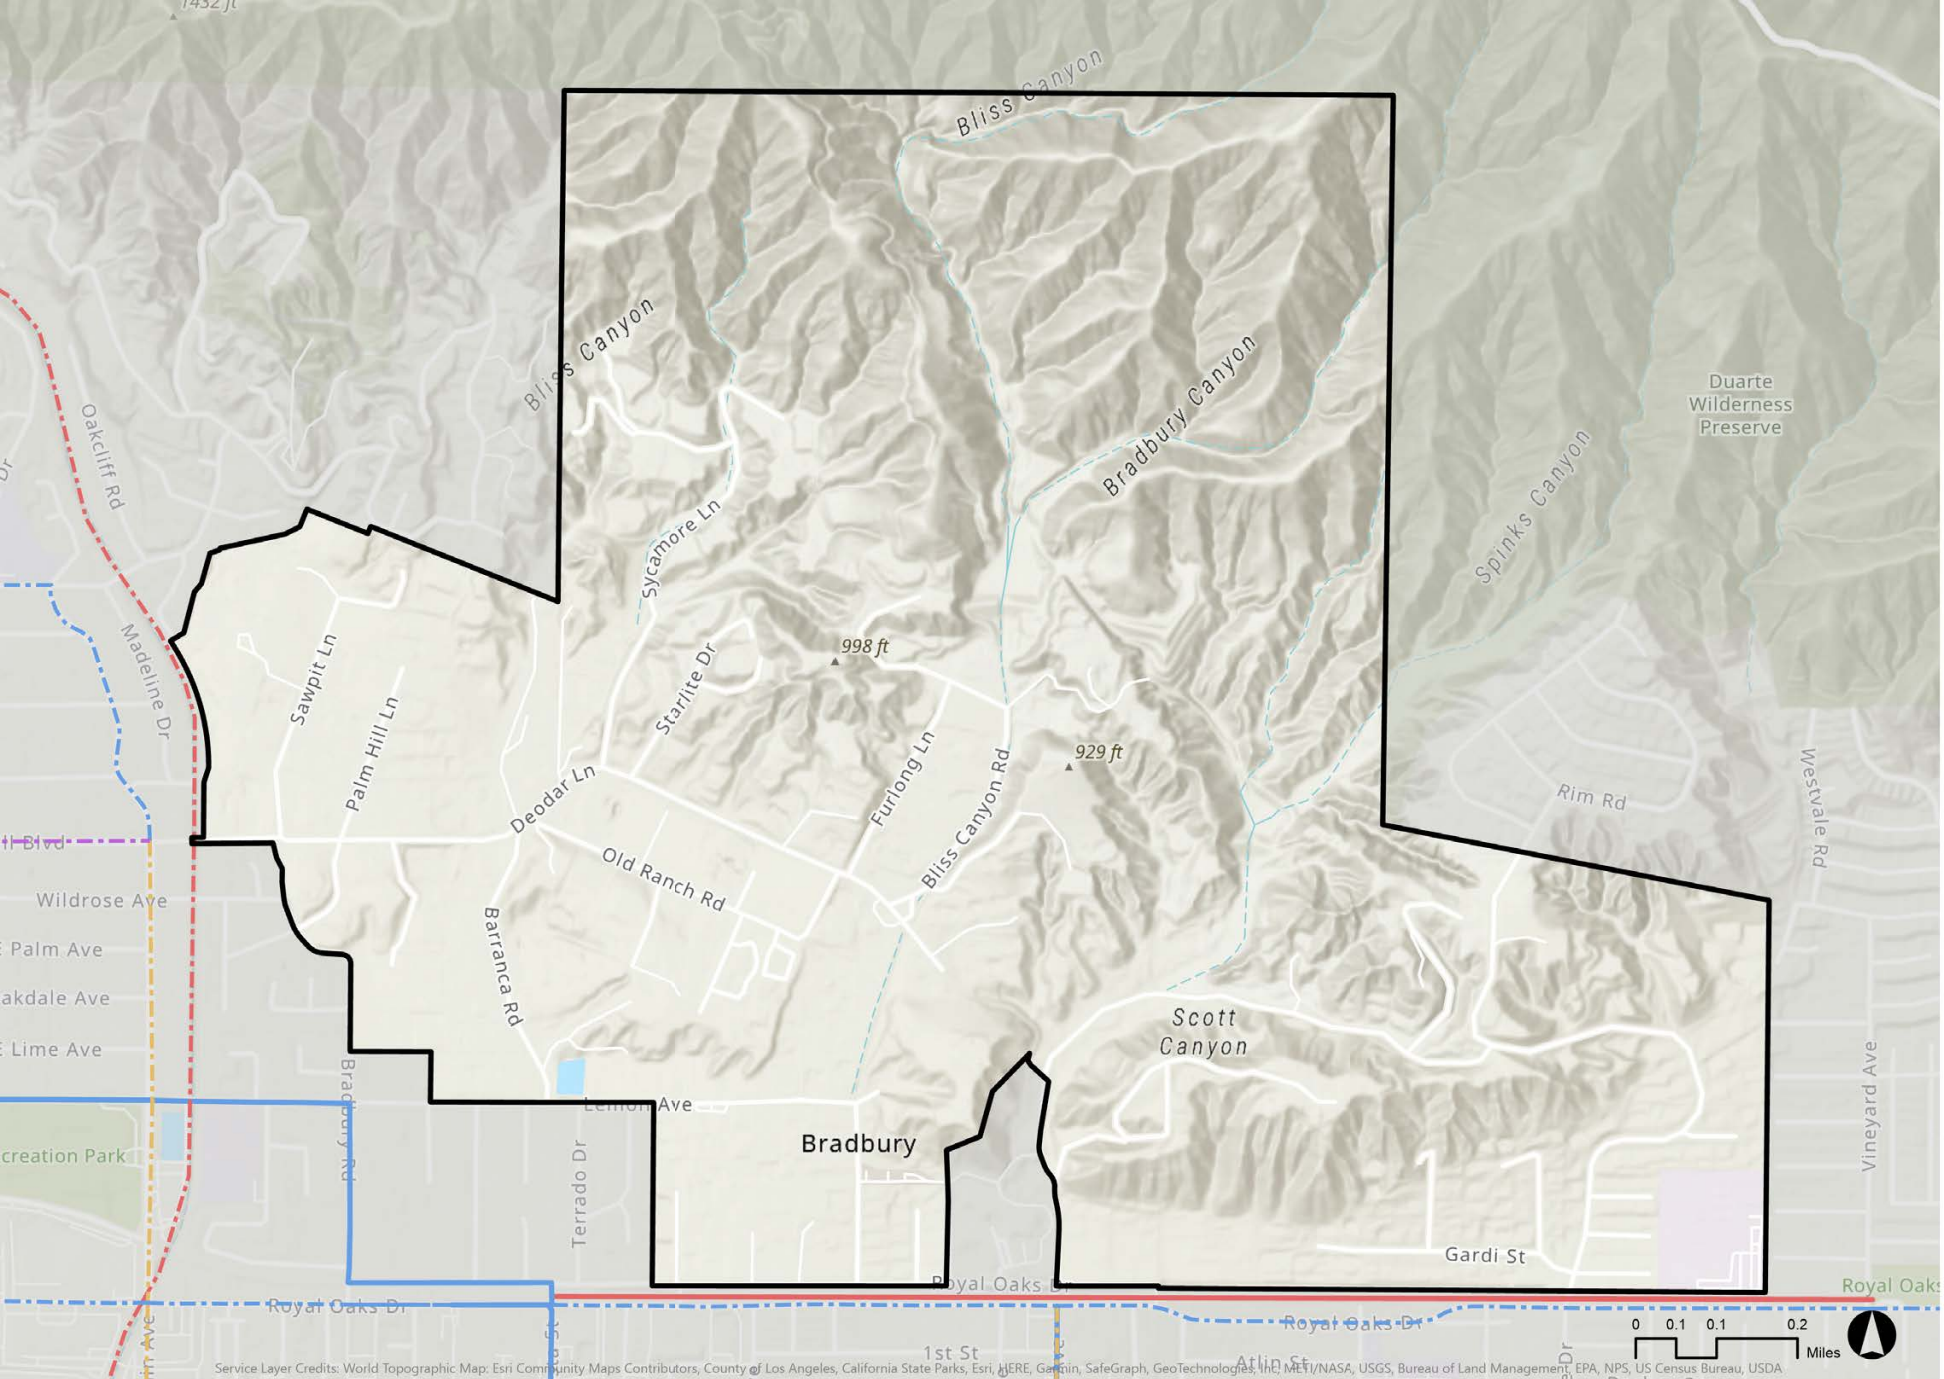 1432 ft
Bliss Canyon
Bliss Canyon
Bradbury Canyon
Duarte
Wilderness
Preserve
Spinks Canyon
Oakcliff Rd
Dr
Sycamore Ln
Madeline Dr
Sawpit Ln
Palm Hill Ln
Starlite Dr
998 ft
929 ft
Furlong Ln
Bliss Canyon Rd
Deodar Ln
Rim Rd
Westvale Rd
ll Blvd
Old Ranch Rd
Wildrose Ave
E Palm Ave
akdale Ave
E Lime Ave
Barranca Rd
Scott
Canyon
Vineyard Ave
Bradbury Rd
Lemon Ave
Bradbury
creation Park
Terrado Dr
Gardi St
Royal Oaks Dr
Royal Oaks
Royal Oaks Dr
Royal Oaks Dr
1st St
Atlin St
Dr
0 0.1 0.1 0.2
Miles
Service Layer Credits: World Topographic Map: Esri Community Maps Contributors, County of Los Angeles, California State Parks, Esri, HERE, Garmin, SafeGraph, GeoTechnologies, Inc, METI/NASA, USGS, Bureau of Land Management, EPA, NPS, US Census Bureau, USDA